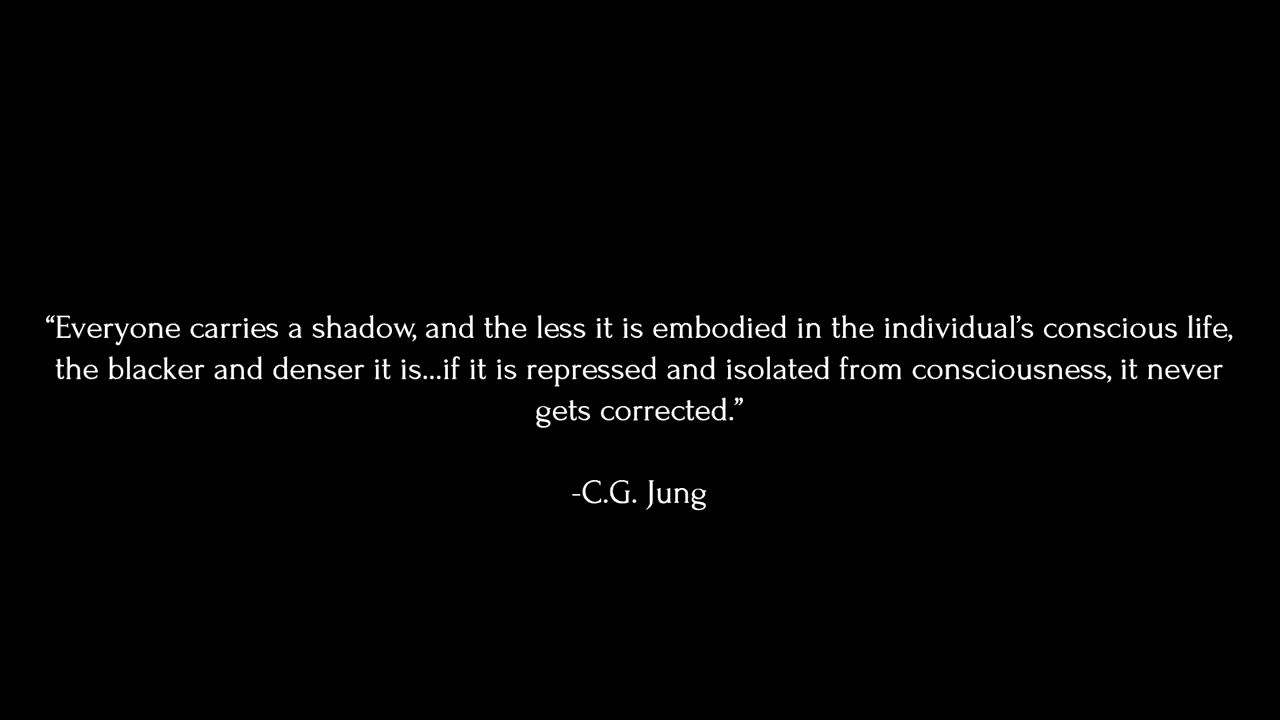 “Everyone carries a shadow, and the less it is embodied in the individual’s conscious life,
the blacker and denser it is...if it is repressed and isolated from consciousness, it never
gets corrected.”
-C.G. Jung